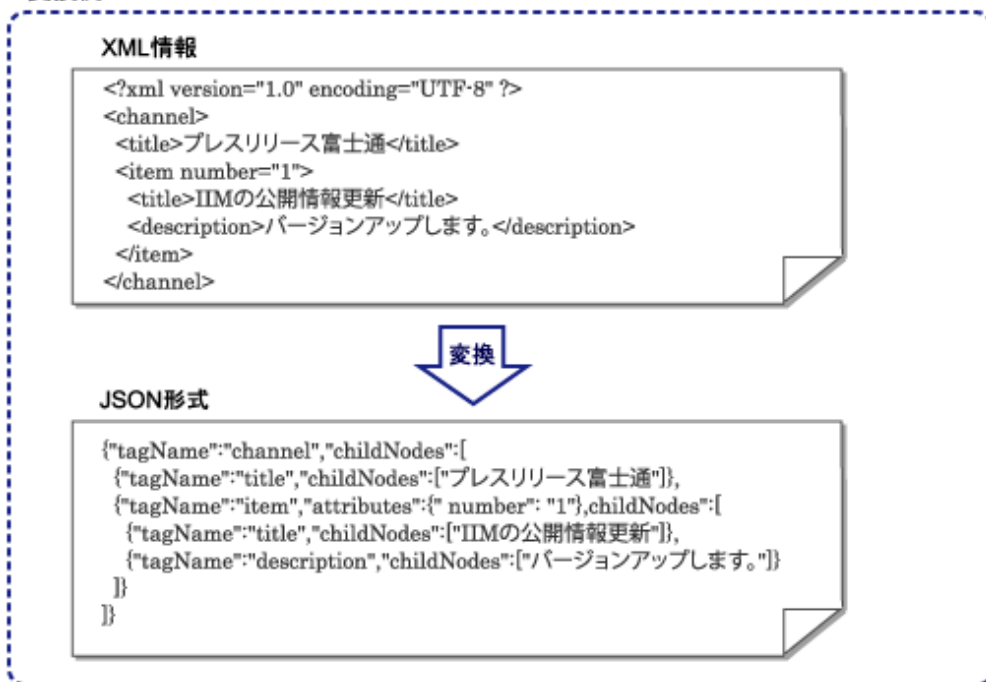 XML情報
<?xml version="1.0" encoding="UTF-8" ?>
<channel>
<title>プレスリリース富士通</title>
<item number="1">
<title>IIMの公開情報更新</title>
<description>バージョンアップします。</description>
</item>
</channel>
変換
JSON形式
{"tagName":"channel","childNodes":[
{"tagName":"title","childNodes":["プレスリリース富士通"]},
{"tagName":"item","attributes":{" number": "1"},childNodes":[
{"tagName":"title","childNodes":["IIMの公開情報更新"]},
{"tagName":"description","childNodes":["バージョンアップします。"]}
]}
]}